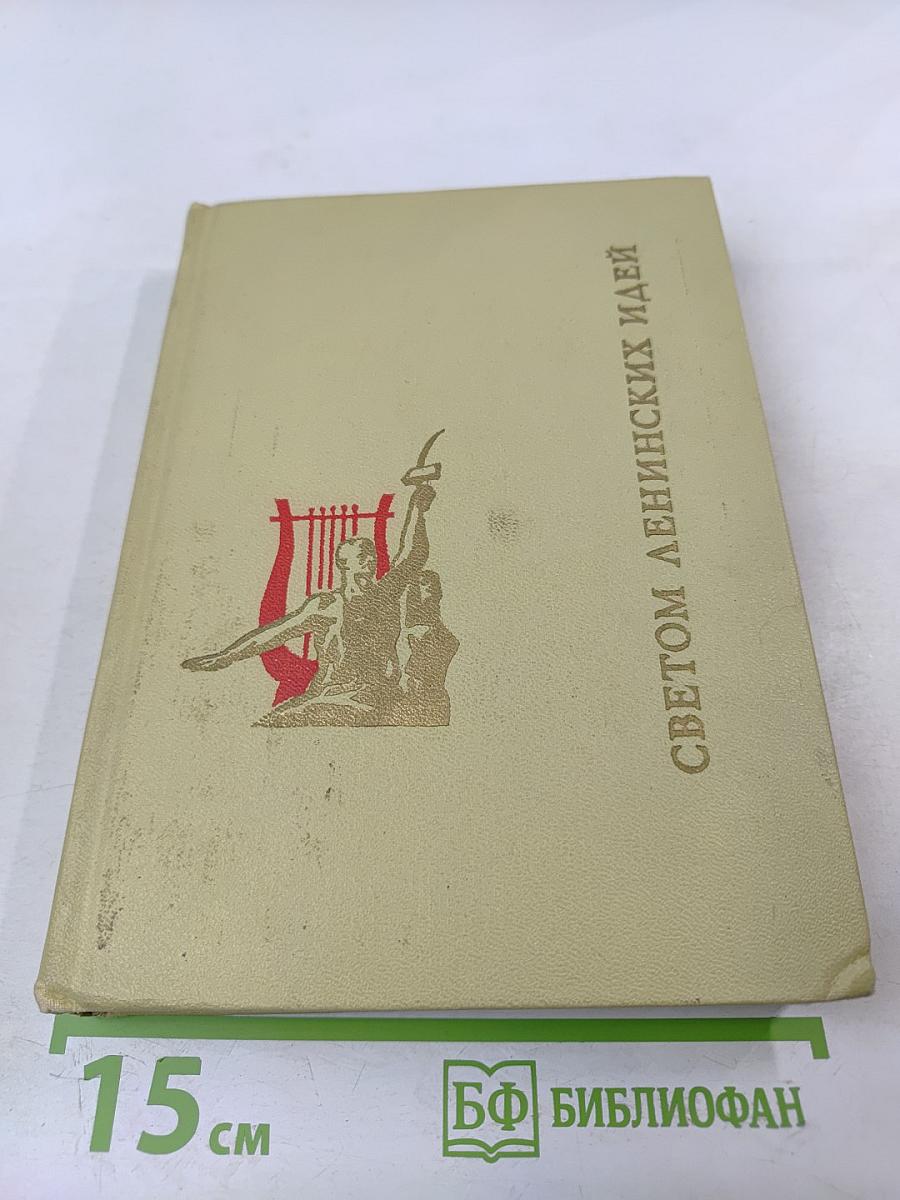 СВЕТОМ ЛЕНИНСКИХ ИДЕЙ
15 см
БФ БИБЛИОФАН